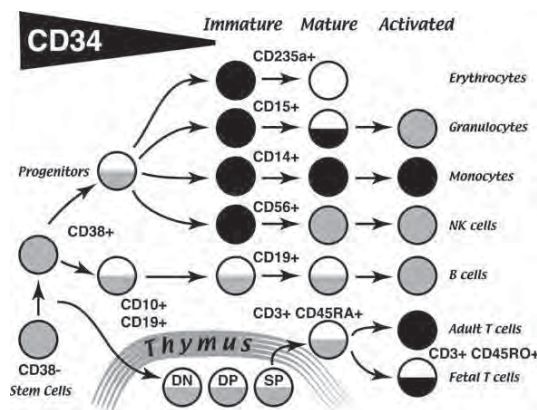 CD34
Immature Mature Activated
CD235a+
Erythrocytes
CD15+
Granulocytes
CD14+
Progenitors
Monocytes
CD56+
NK cells
CD38+
CD19+
B cells
CD10+
CD19+
CD3+ CD45RA+
Adult T cells
Thymus
CD3+ CD45RO+
CD38-
Stem Cells
DN DP SP
Fetal T cells